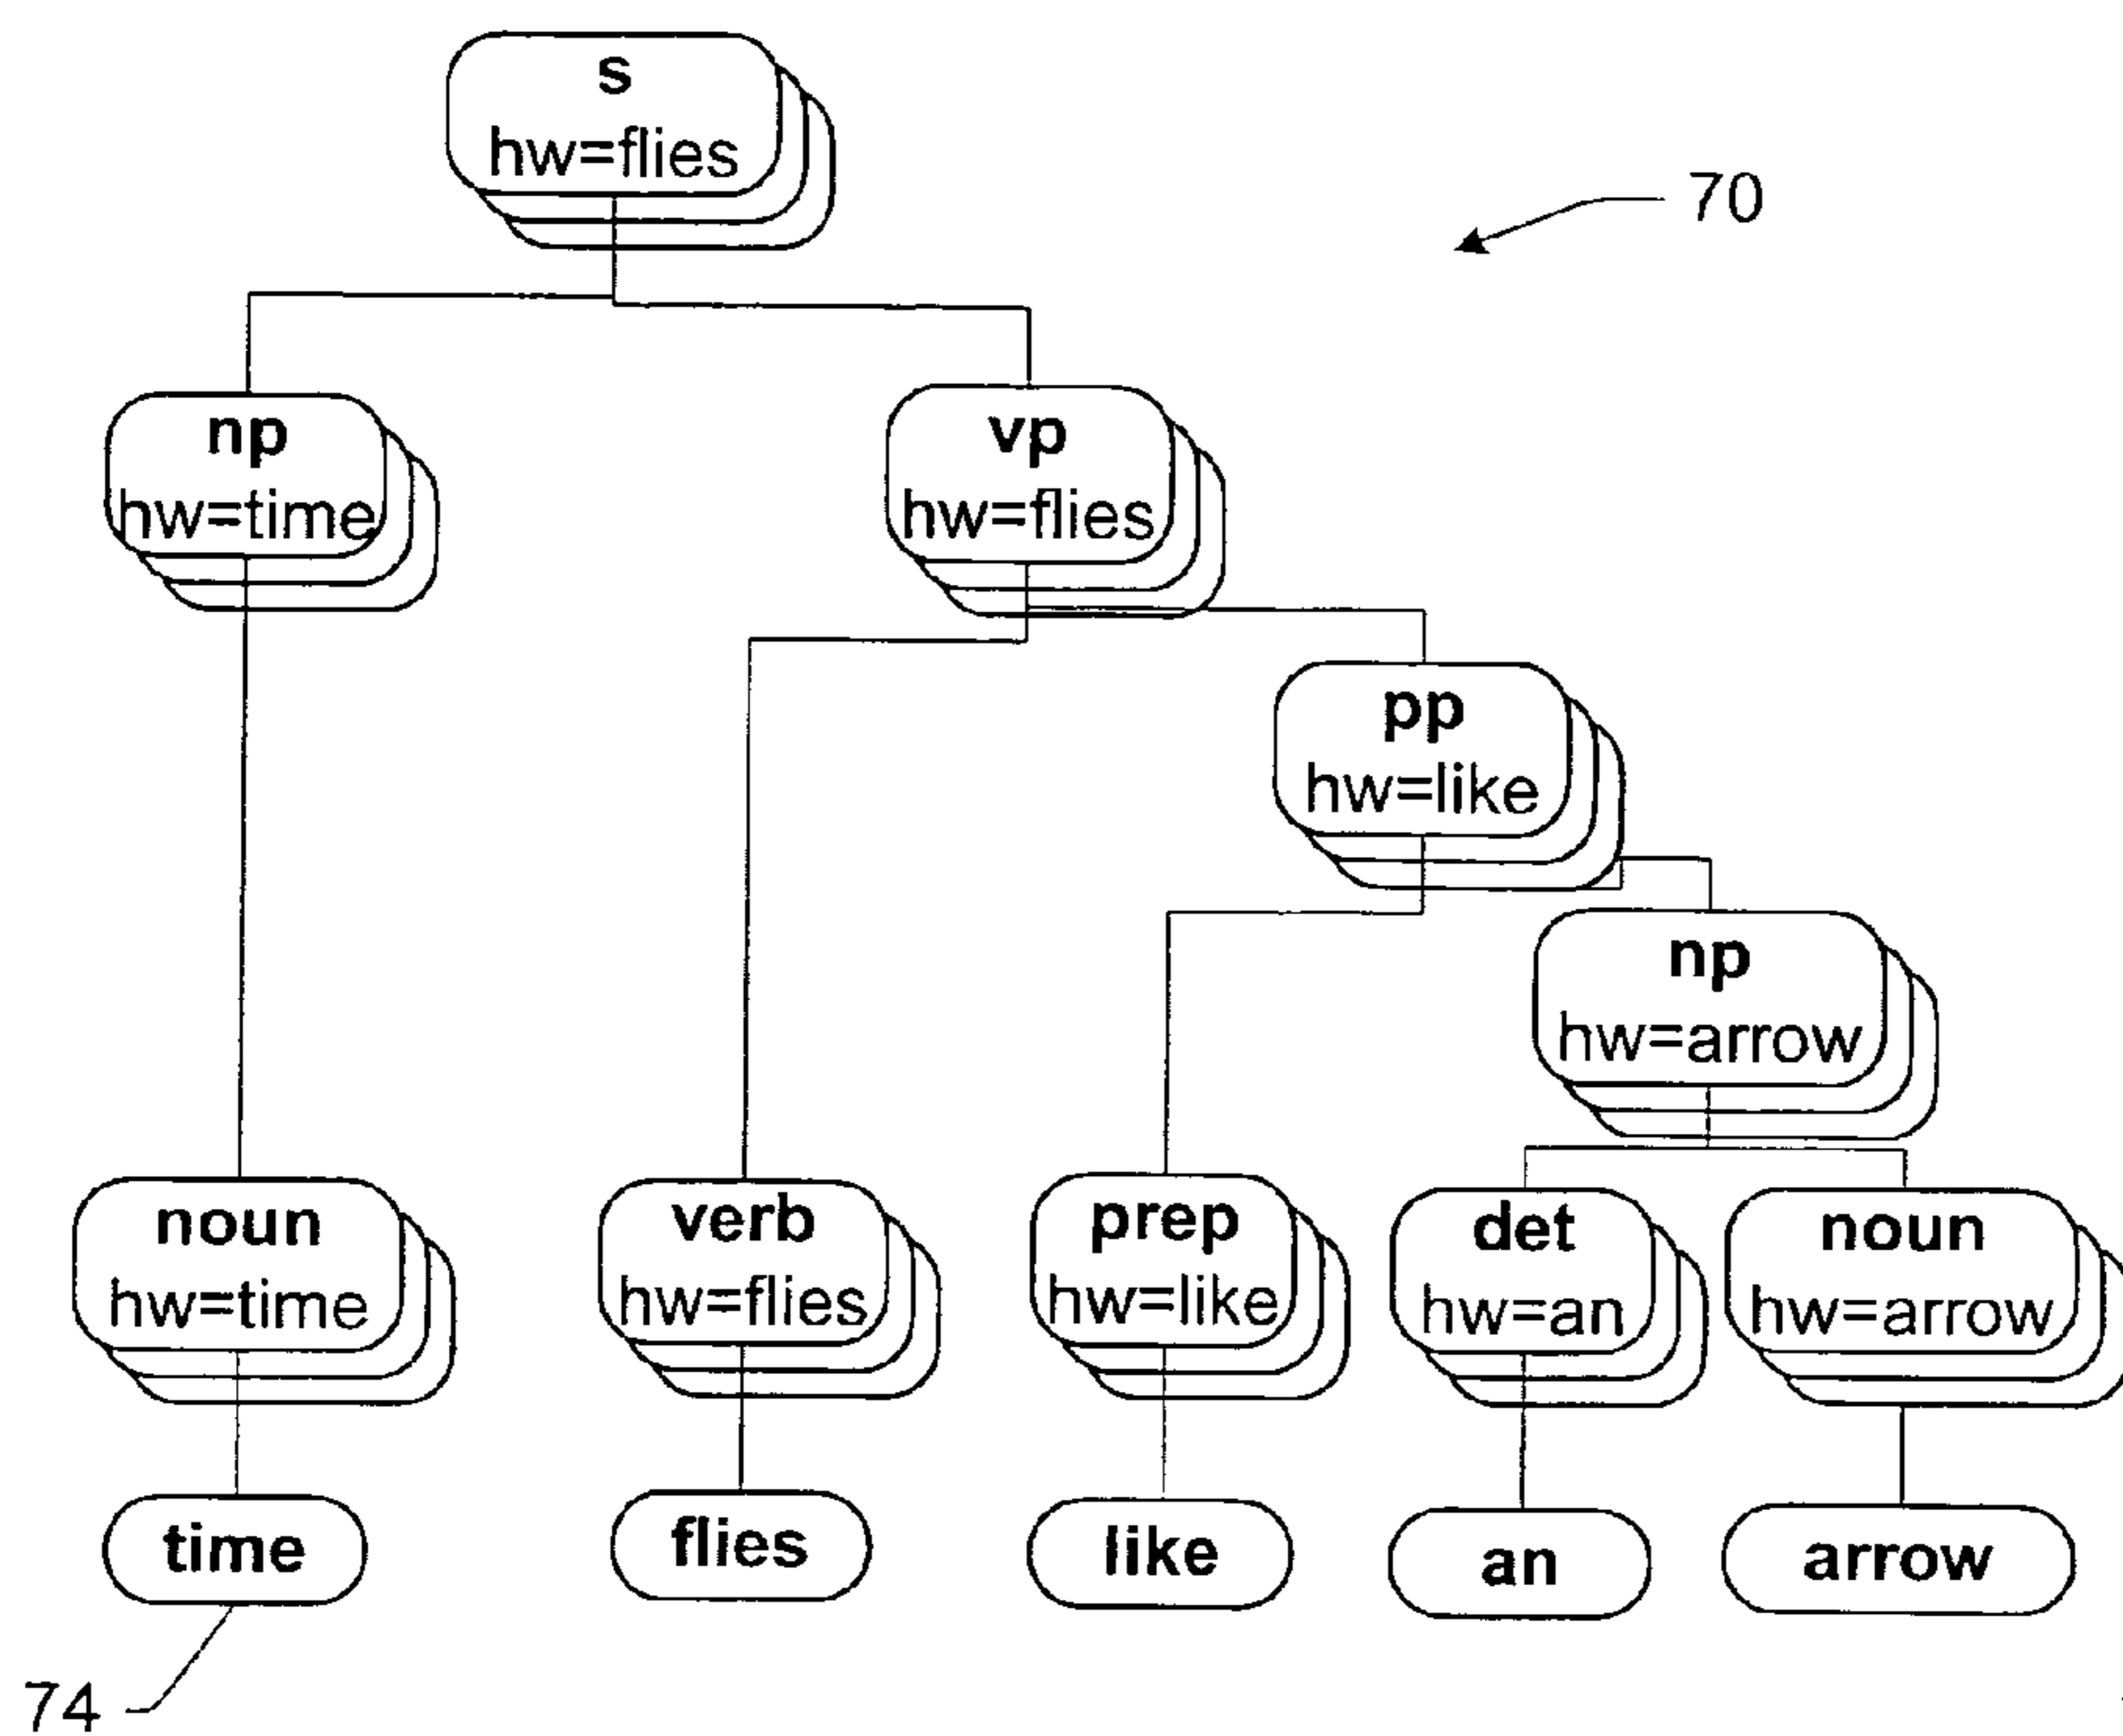 s
hw=flies
70
np
hw=time
vp
hw=flies
pp
hw=like
np
hw=arrow
noun
hw=time
verb
hw=flies
prep
hw=like
det
hw=an
noun
hw=arrow
time
flies
like
an
arrow
74